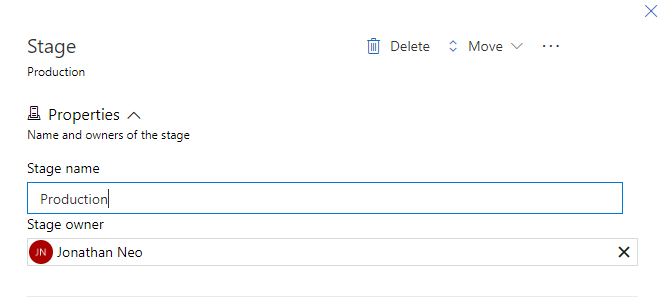 Stage
Delete
Move
...
Production
Properties
Name and owners of the stage
Stage name
Production
Stage owner
JN
Jonathan Neo